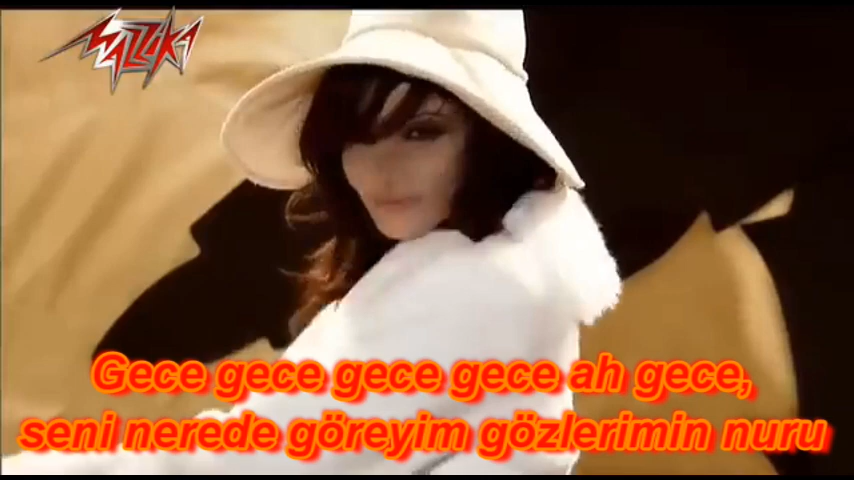 MAZZIKA
Gece gece gece gece ah gece,
seni nerede göreyim gözlerimin nuru